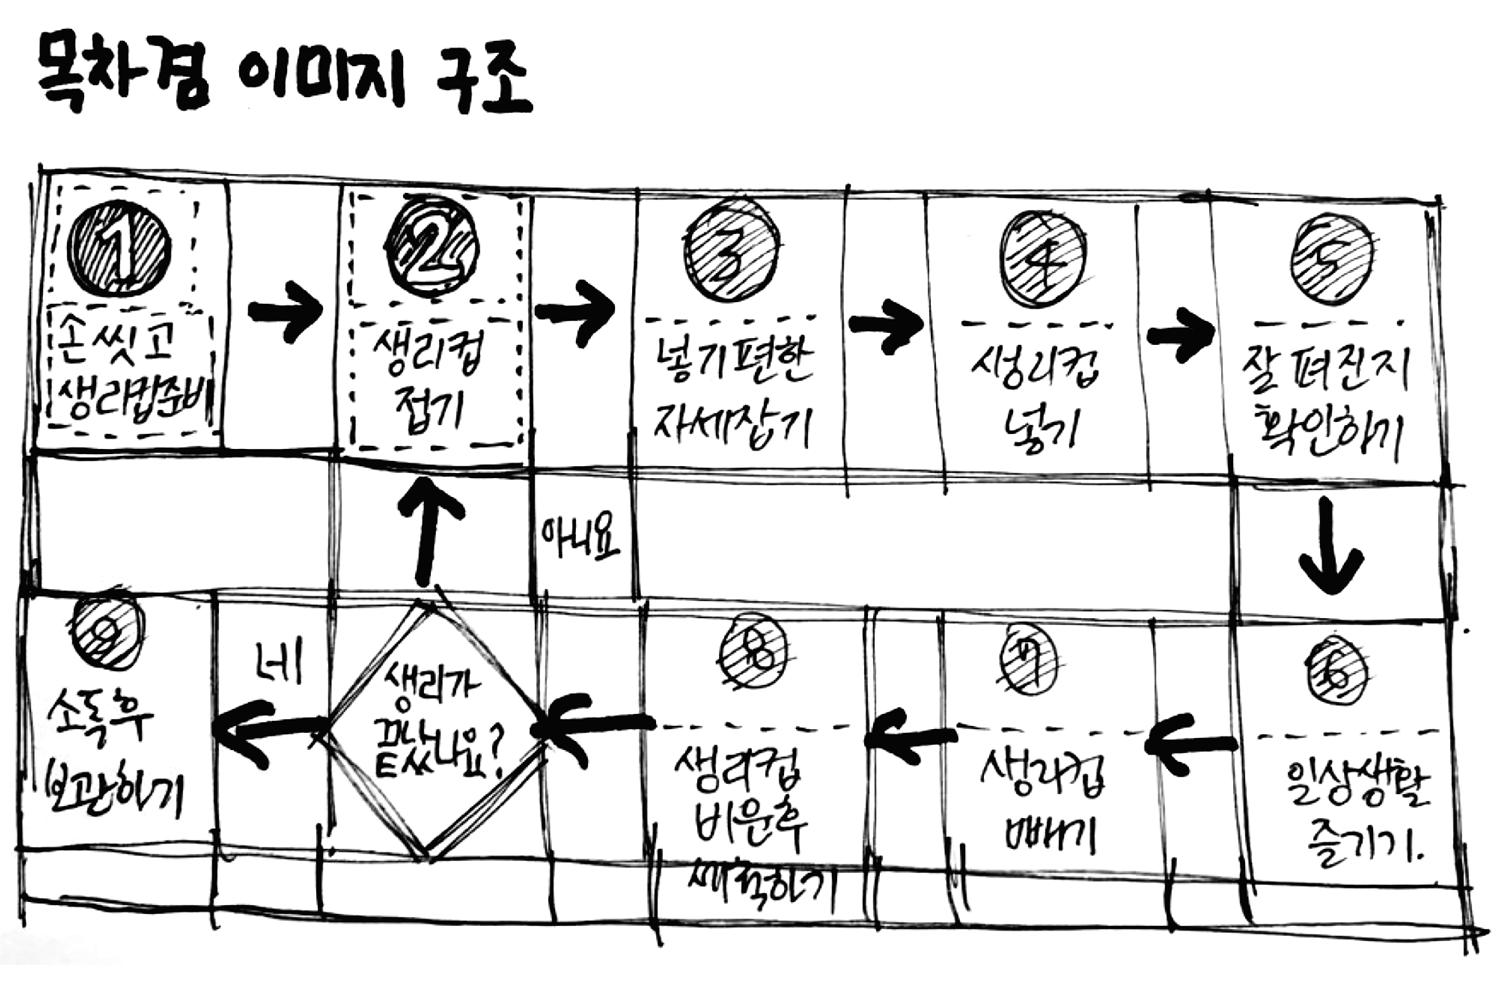 목차겸 이미지 구조
1
손 씻고
생리컵준비
2
생리컵
접기
3
넣기편한
자세잡기
4
생리컵
넣기
5
잘 펴진지
확인하기
아니요
6
일상생활
즐기기.
7
생리컵
빼기
8
생리컵
비운후
세척하기
생리가
끝났나요?
네
9
소독후
보관하기